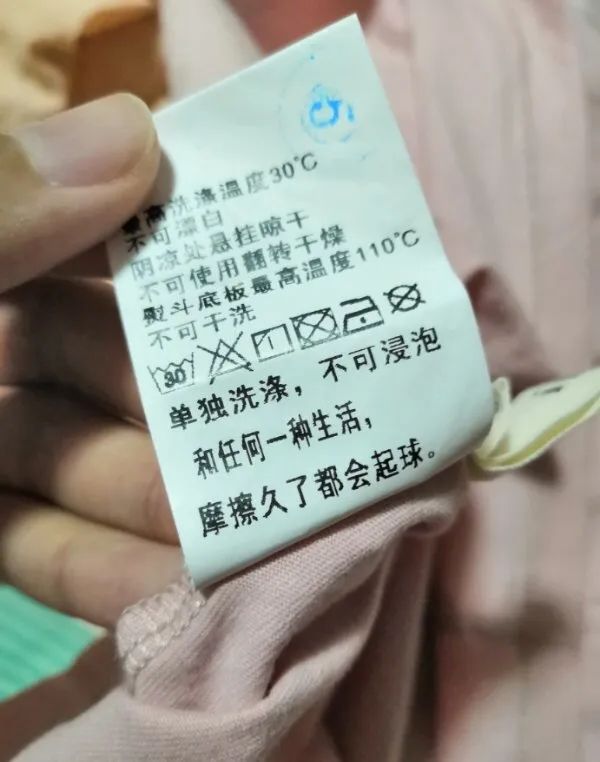 最高洗涤温度30℃
不可漂白
阴凉处悬挂晾干
不可使用翻转干燥
熨斗底板最高温度110℃
不可干洗
30
单独洗涤，不可浸泡
和任何一种生活，
摩擦久了都会起球。